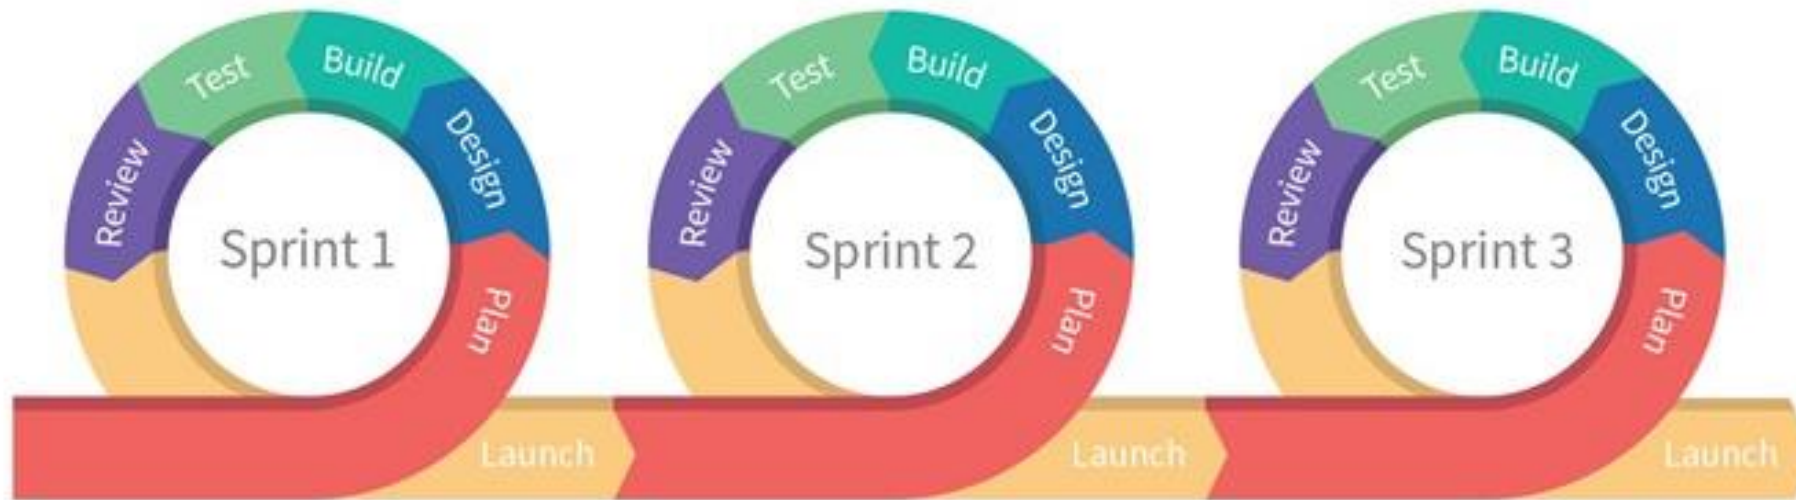 Sprint 1
Plan
Design
Build
Test
Review
Launch
Sprint 2
Plan
Design
Build
Test
Review
Launch
Sprint 3
Plan
Design
Build
Test
Review
Launch